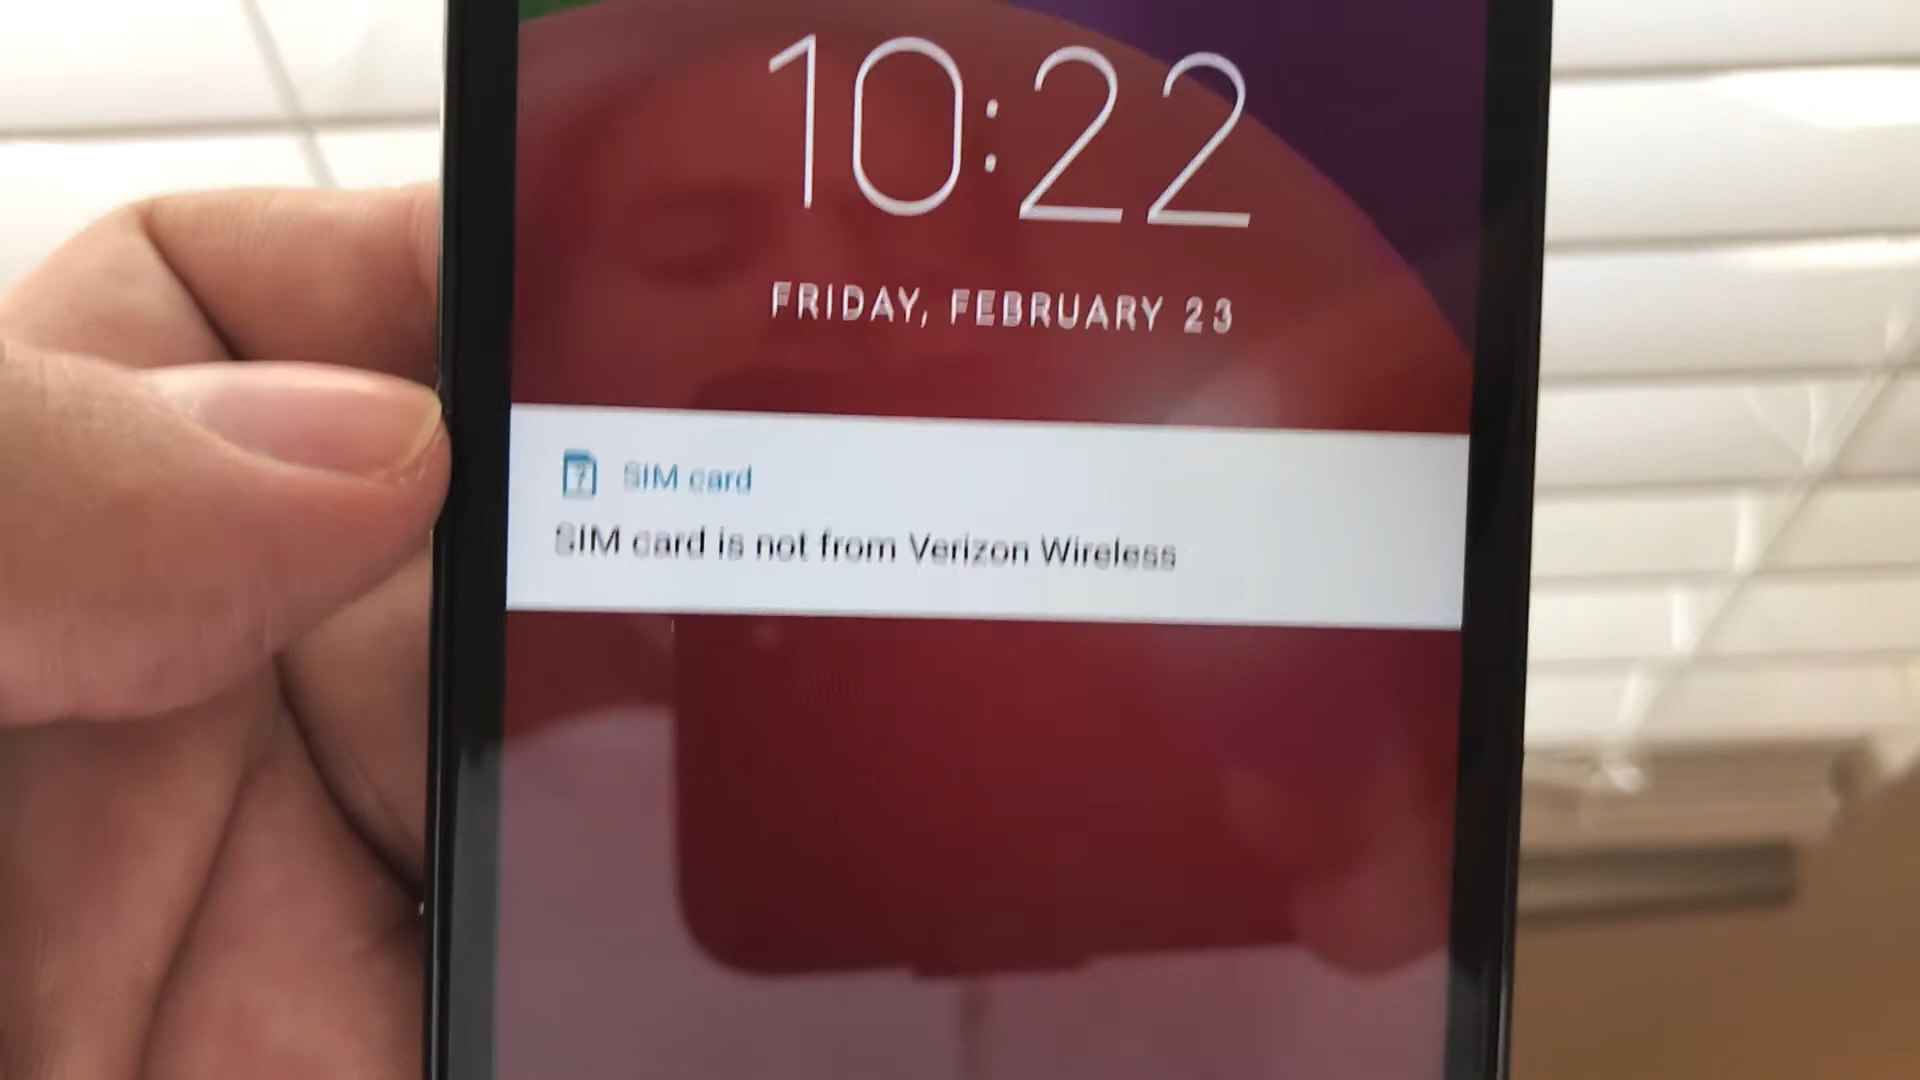 10:22
FRIDAY, FEBRUARY 23
SIM card
SIM card is not from Verizon Wireless